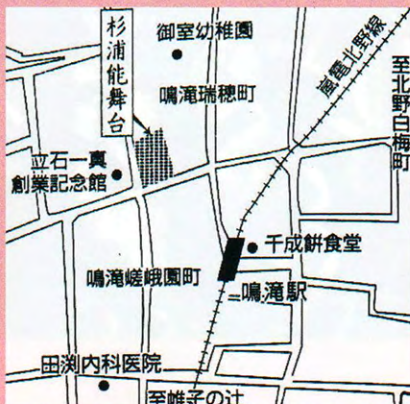 杉浦能舞台
御室幼稚園
鳴滝瑞穂町
嵐電北野線
至北野白梅町
立石一真
創業記念館
千成餅食堂
鳴滝嵯峨園町
鳴滝駅
田渕内科医院
至帷子の辻